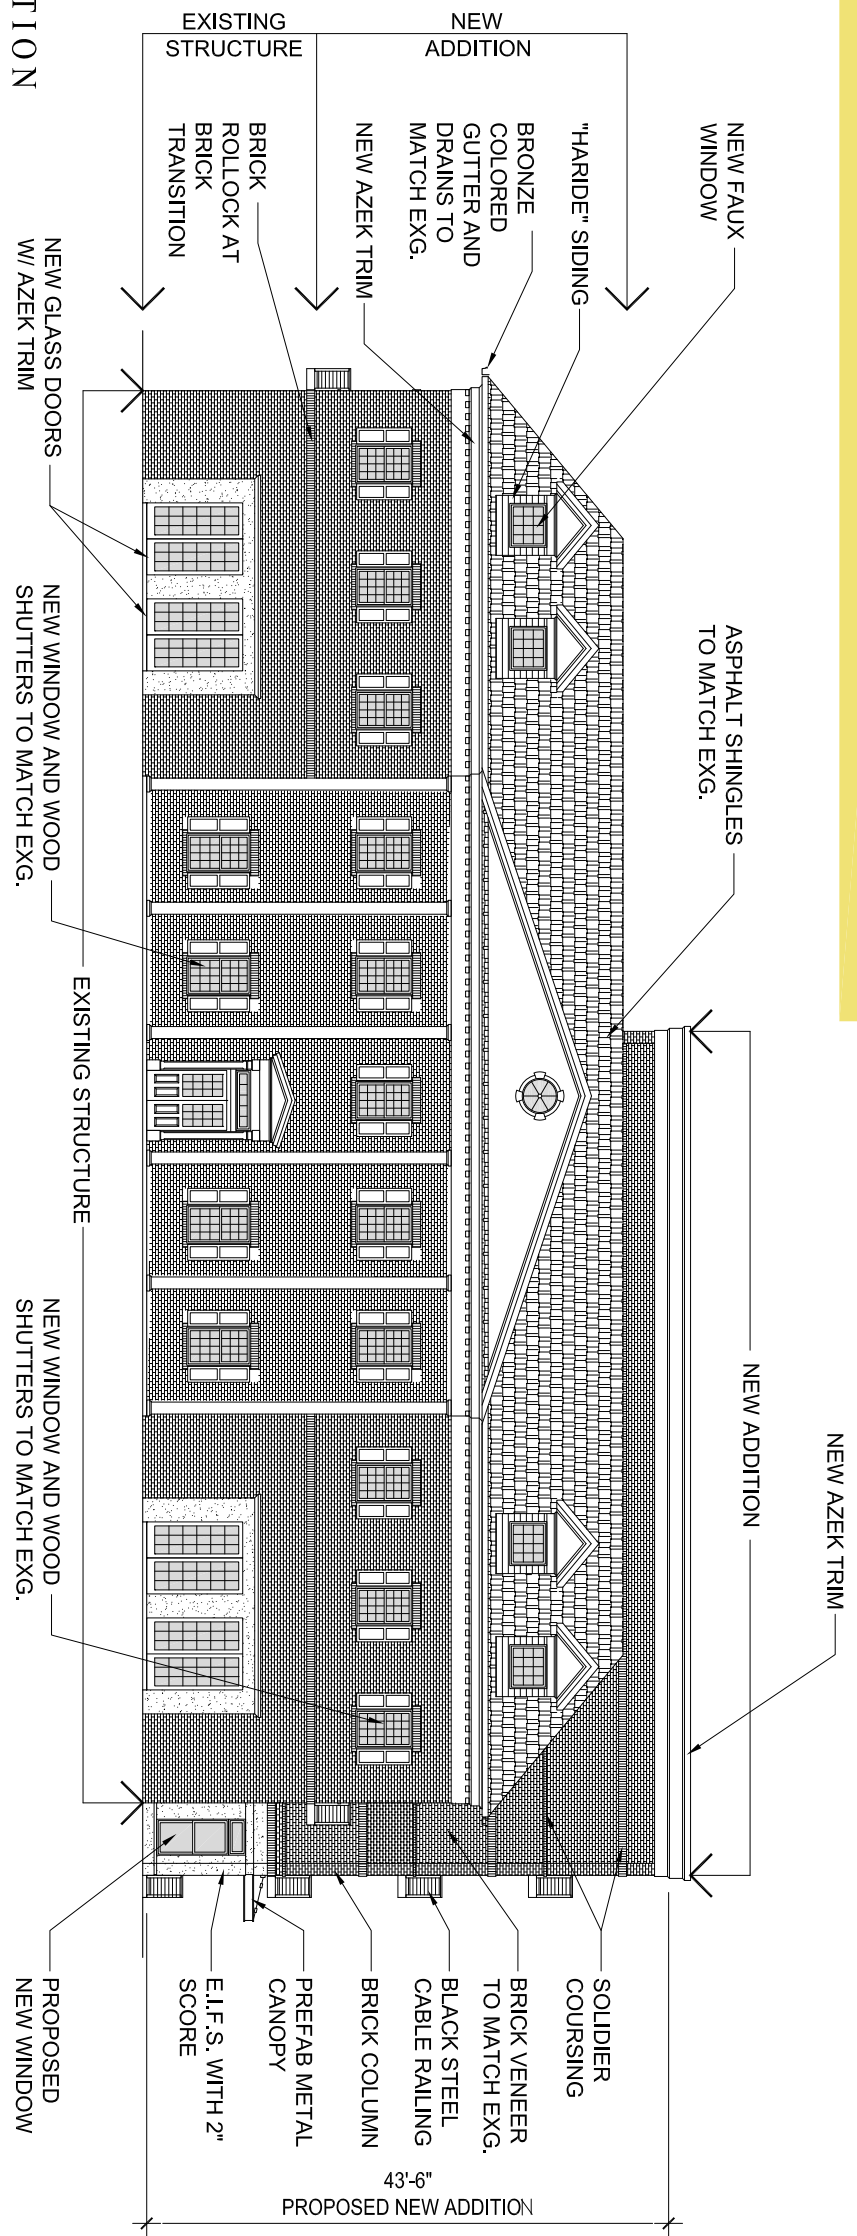 TION
EXISTING
STRUCTURE
NEW
ADDITION
NEW FAUX
WINDOW
"HARIDE" SIDING
BRONZE
COLORED
GUTTER AND
DRAINS TO
MATCH EXG.
NEW AZEK TRIM
BRICK
ROLLOCK AT
BRICK
TRANSITION
NEW GLASS DOORS
W/ AZEK TRIM
ASPHALT SHINGLES
TO MATCH EXG.
NEW WINDOW AND WOOD
SHUTTERS TO MATCH EXG.
EXISTING STRUCTURE
NEW ADDITION
NEW AZEK TRIM
NEW WINDOW AND WOOD
SHUTTERS TO MATCH EXG.
SOLIDIER
COURSING
BRICK VENEER
TO MATCH EXG.
BLACK STEEL
CABLE RAILING
BRICK COLUMN
PREFAB METAL
CANOPY
E.I.F.S. WITH 2"
SCORE
PROPOSED
NEW WINDOW
43'-6"
PROPOSED NEW ADDITION